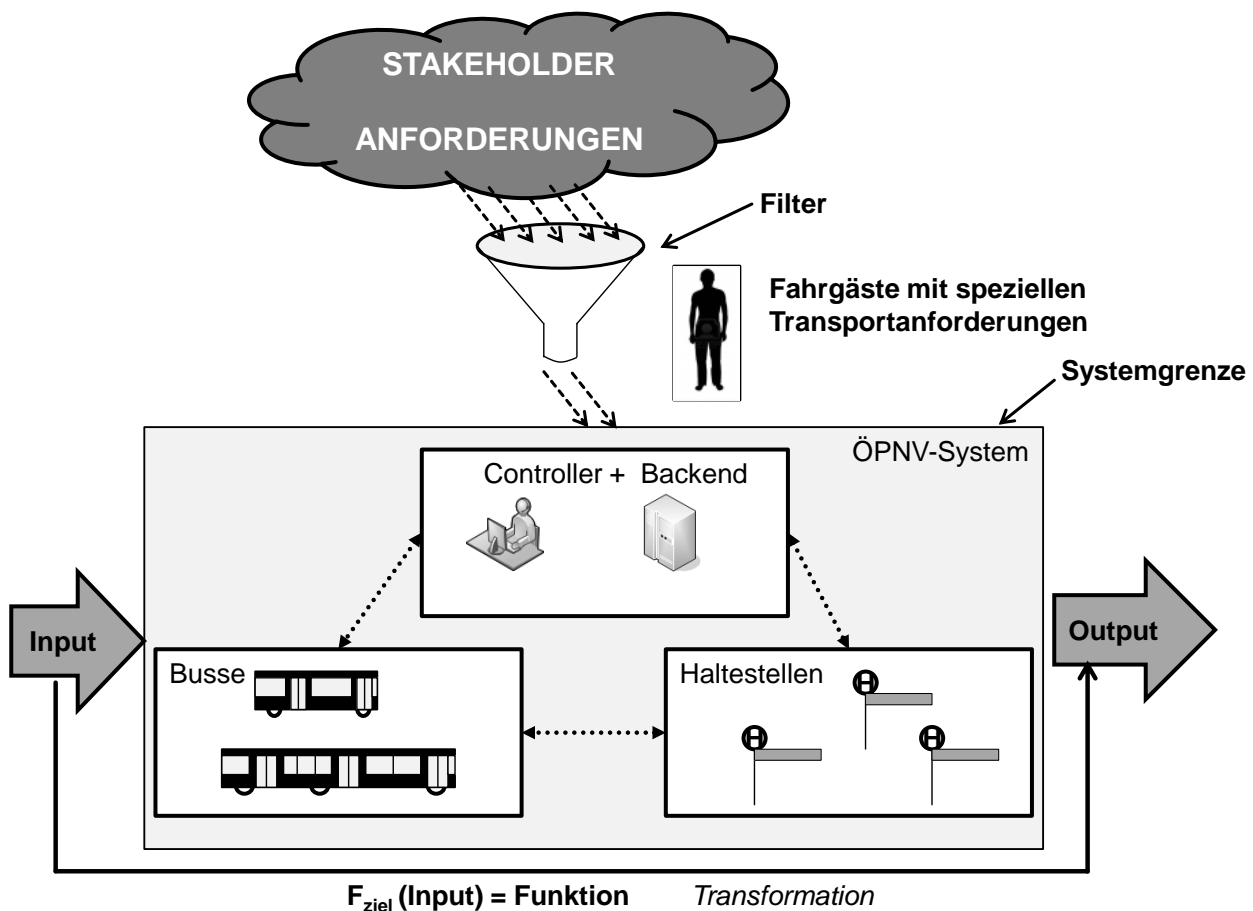 STAKEHOLDER
ANFORDERUNGEN
Filter
Fahrgäste mit speziellen
Transportanforderungen
Systemgrenze
ÖPNV-System
Controller + Backend
Input
Output
Busse
Haltestellen
H
H
H
F_ziel (Input) = Funktion Transformation